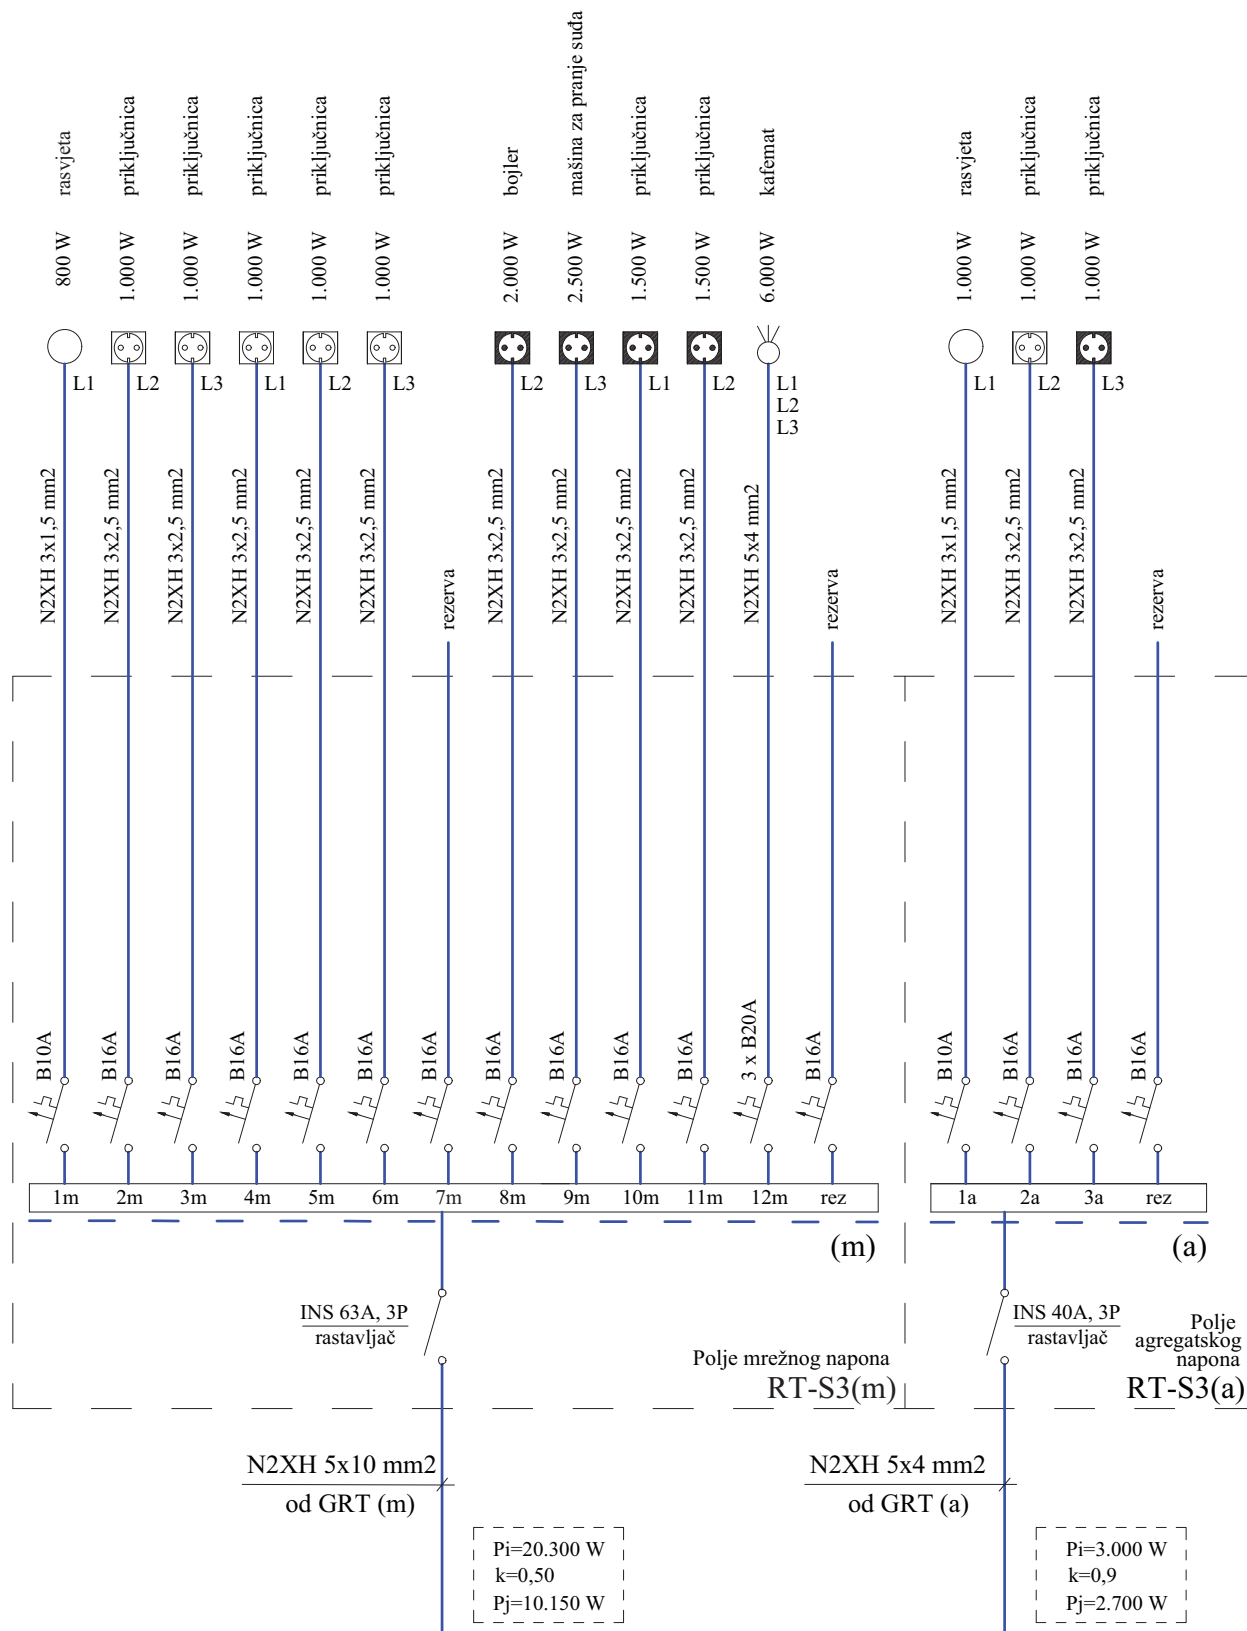 rasvjeta
priključnica
priključnica
priključnica
priključnica
priključnica
bojler
mašina za pranje suđa
priključnica
priključnica
kafemat
rasvjeta
priključnica
priključnica
800 W
1.000 W
1.000 W
1.000 W
1.000 W
1.000 W
2.000 W
2.500 W
1.500 W
1.500 W
6.000 W
1.000 W
1.000 W
1.000 W
L1
L2
L3
L1
L2
L3
L2
L3
L1
L2
L1
L2
L3
L1
L2
L3
N2XH 3x1,5 mm2
N2XH 3x2,5 mm2
N2XH 3x2,5 mm2
N2XH 3x2,5 mm2
N2XH 3x2,5 mm2
N2XH 3x2,5 mm2
rezerva
N2XH 3x2,5 mm2
N2XH 3x2,5 mm2
N2XH 3x2,5 mm2
N2XH 3x2,5 mm2
N2XH 5x4 mm2
rezerva
N2XH 3x1,5 mm2
N2XH 3x2,5 mm2
N2XH 3x2,5 mm2
rezerva
B10A
B16A
B16A
B16A
B16A
B16A
B16A
B16A
B16A
B16A
B16A
3 x B20A
B16A
B10A
B16A
B16A
B16A
1m
2m
3m
4m
5m
6m
7m
8m
9m
10m
11m
12m
rez
1a
2a
3a
rez
(m)
(a)
INS 63A, 3P
rastavljač
Polje mrežnog napona
RT-S3(m)
INS 40A, 3P
rastavljač
Polje
agregatskog
napona
RT-S3(a)
N2XH 5x10 mm2
od GRT (m)
N2XH 5x4 mm2
od GRT (a)
Pi=20.300 W
k=0,50
Pj=10.150 W
Pi=3.000 W
k=0,9
Pj=2.700 W